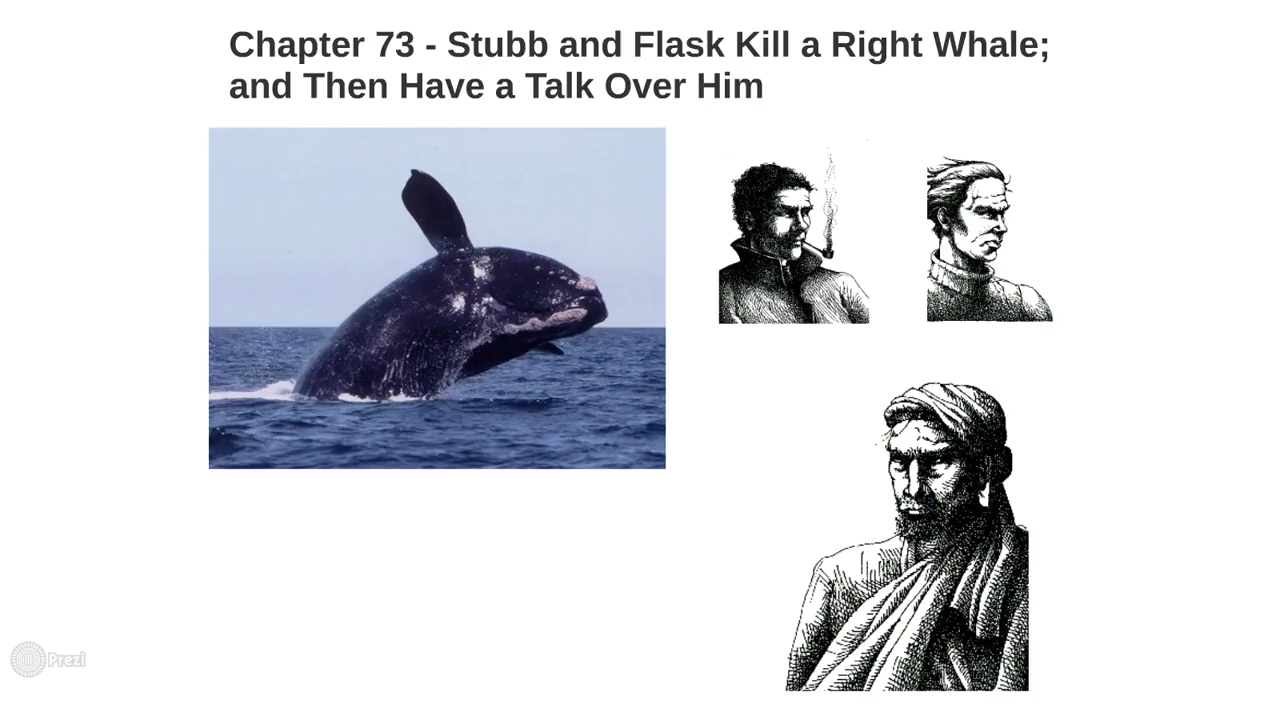 Chapter 73 - Stubb and Flask Kill a Right Whale;
and Then Have a Talk Over Him
Prezi